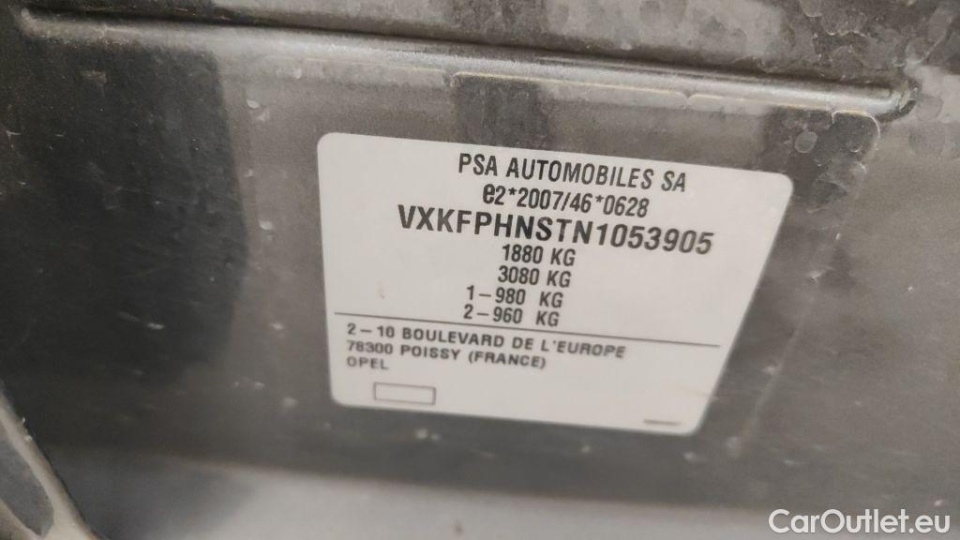 PSA AUTOMOBILES SA
e2*2007/46*0628
VXKFPHNSTN1053905
1880 KG
3080 KG
1-980 KG
2-960 KG
2-10 BOULEVARD DE L'EUROPE
78300 POISSY (FRANCE)
OPEL
CarOutlet.eu